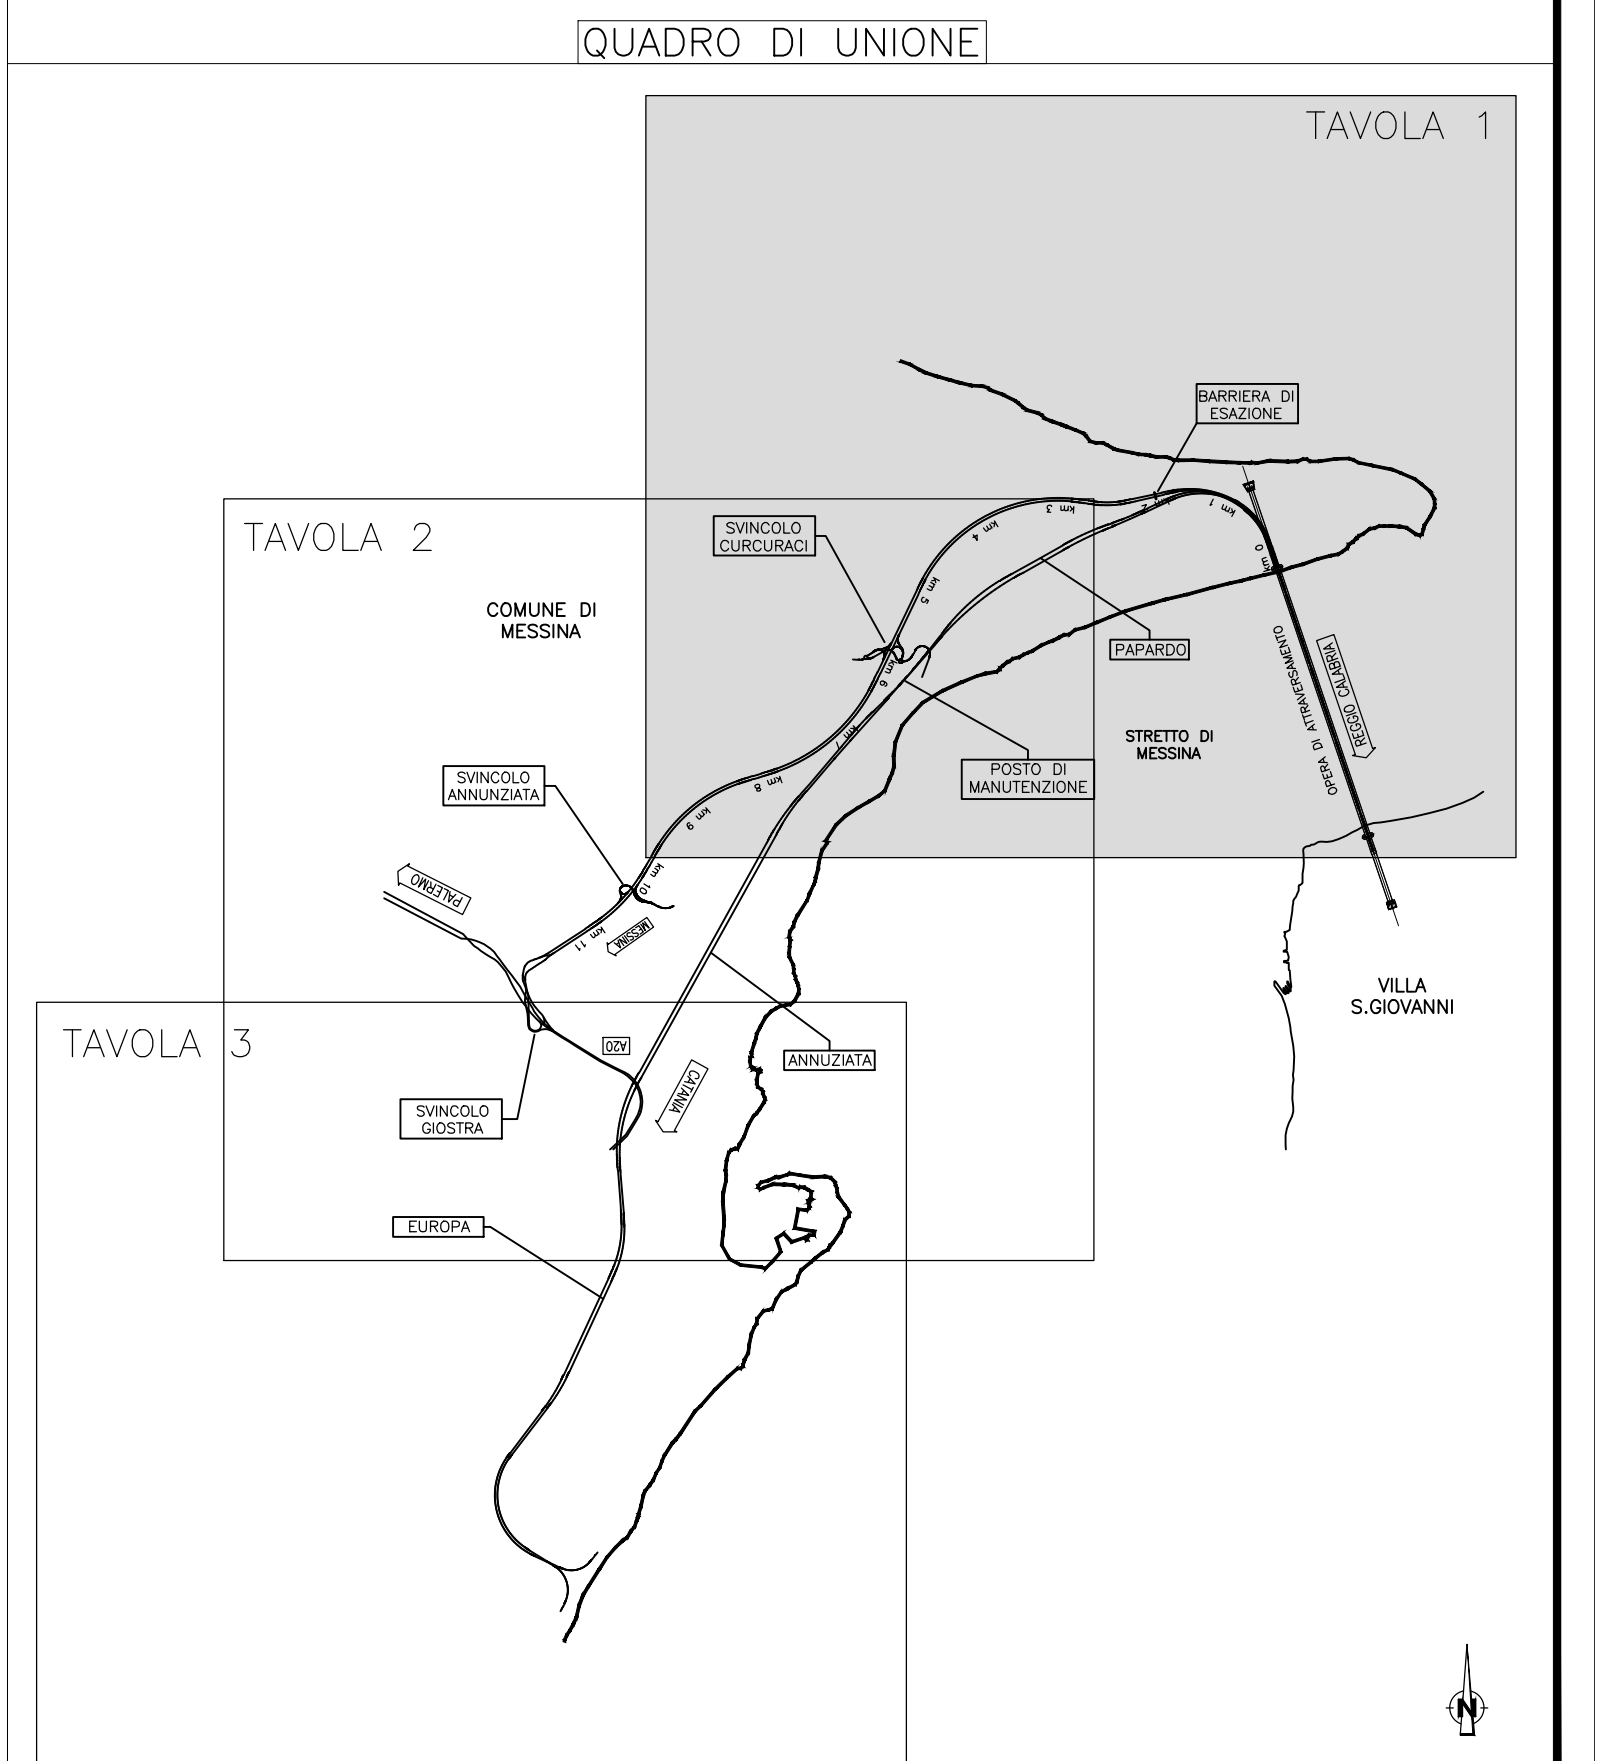 QUADRO DI UNIONE
TAVOLA 1
BARRIERA DI
ESAZIONE
TAVOLA 2
SVINCOLO
CURCURACI
km 0
km 1
km 2
km 3
km 4
km 5
km 6
km 7
km 8
km 9
km 10
km 11
COMUNE DI
MESSINA
PAPARDO
OPERA DI ATTRAVERSAMENTO
REGGIO CALABRIA
STRETTO DI
MESSINA
POSTO DI
MANUTENZIONE
SVINCOLO
ANNUNZIATA
PALERMO
MESSINA
VILLA
S.GIOVANNI
TAVOLA 3
A20
ANNUZIATA
CATANIA
SVINCOLO
GIOSTRA
EUROPA
N